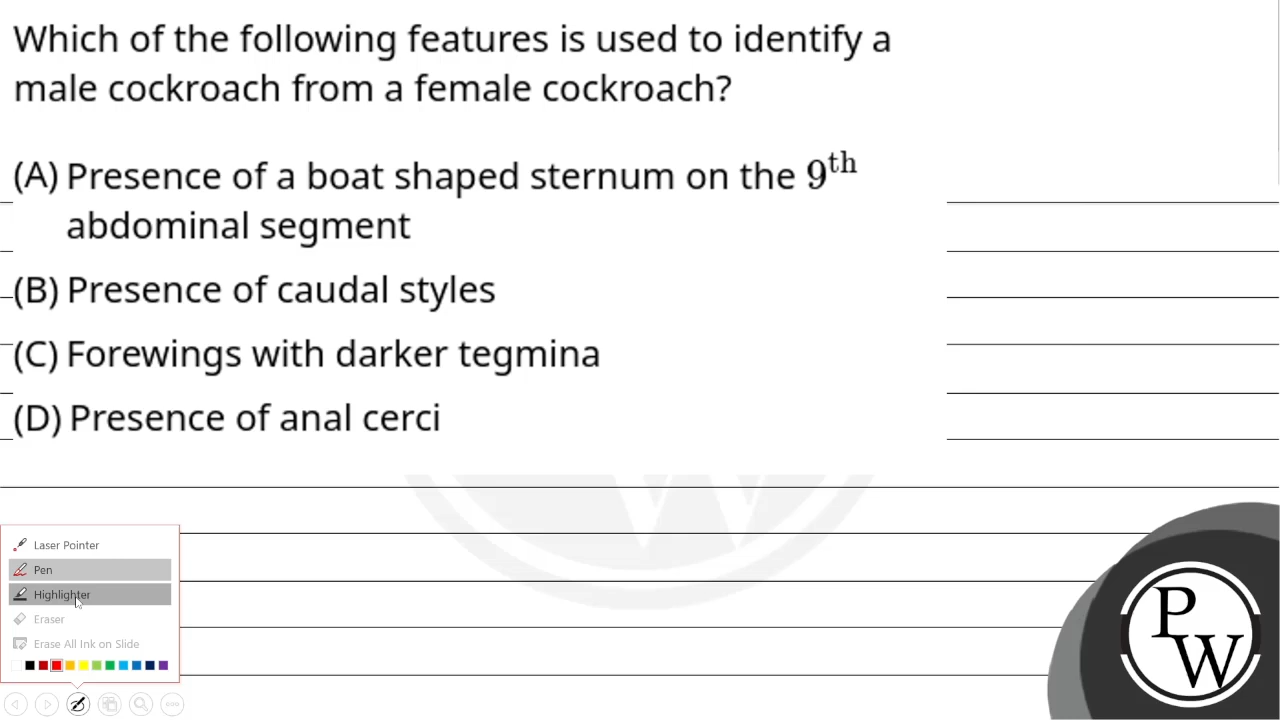 Which of the following features is used to identify a
male cockroach from a female cockroach?
(A) Presence of a boat shaped sternum on the 9th
abdominal segment
(B) Presence of caudal styles
(C) Forewings with darker tegmina
(D) Presence of anal cerci
Laser Pointer
Pen
Highlighter
Eraser
Erase All Ink on Slide
P
W